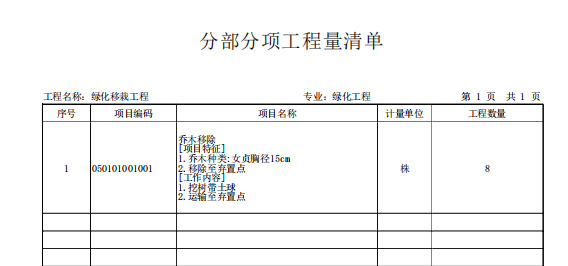 分部分项工程量清单
工程名称：绿化移栽工程 专业：绿化工程 第 1 页 共 1 页
序号 项目编码 项目名称 计量单位 工程数量
乔木移除
[项目特征]
1.乔木种类:女贞胸径15cm
1 050101001001 2.移除至弃置点 株 8
[工作内容]
1.挖树带土球
2.运输至弃置点